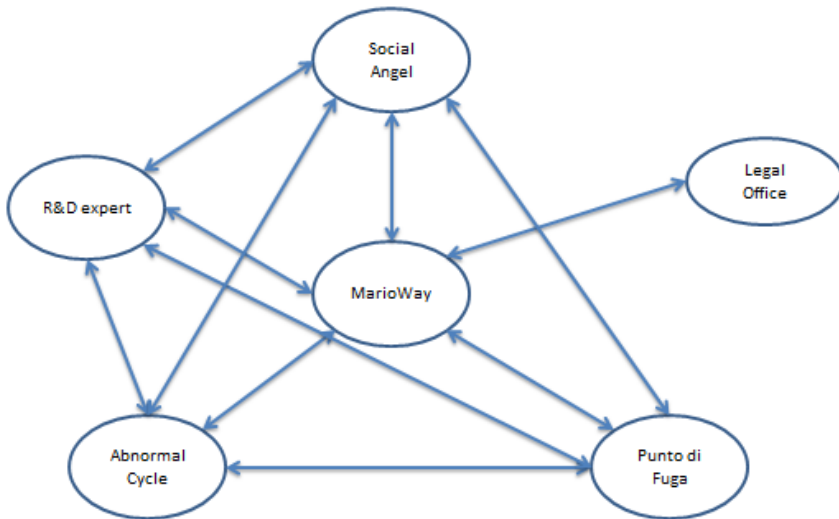 Social
Angel
Legal
Office
R&D expert
MarioWay
Abnormal
Cycle
Punto di
Fuga